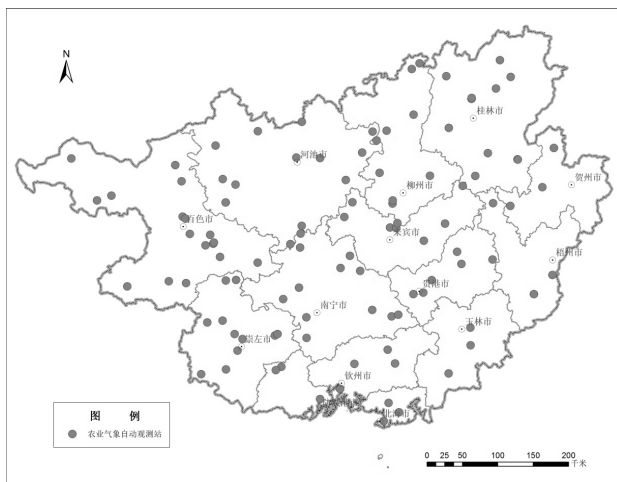 N
桂林市
河池市
贺州市
柳州市
百色市
来宾市
梧州市
贵港市
南宁市
玉林市
崇左市
钦州市
北海市
图 例
农业气象自动观测站
0 25 50 100 150 200
千米